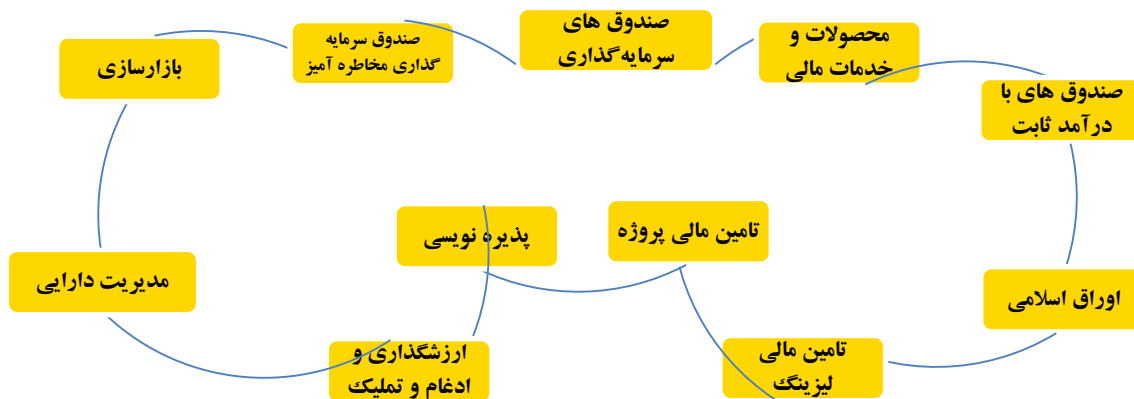 محصولات و
خدمات مالی
صندوق های
سرمایه‌گذاری
صندوق سرمایه
گذاری مخاطره آمیز
بازارسازی
صندوق های با
درآمد ثابت
تامین مالی پروژه
پذیره نویسی
اوراق اسلامی
مدیریت دارایی
تامین مالی
لیزینگ
ارزشگذاری و
ادغام و تملیک